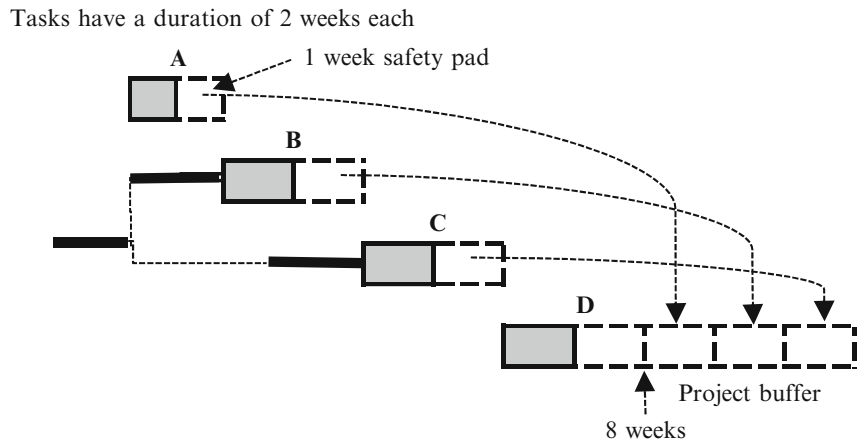 Tasks have a duration of 2 weeks each
A
1 week safety pad
B
C
D
Project buffer
8 weeks